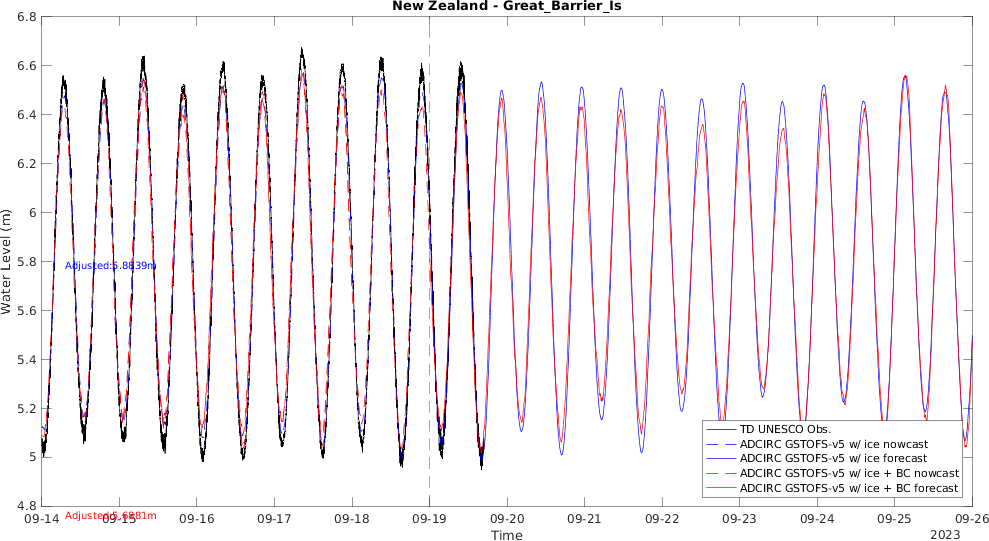 New Zealand - Great_Barrier_Is
6.8
6.6
6.4
6.2
6
5.8
5.6
5.4
5.2
5
4.8
Water Level (m)
Adjusted:5.8839m
TD UNESCO Obs.
ADCIRC GSTOFS-v5 w/ ice nowcast
ADCIRC GSTOFS-v5 w/ ice forecast
ADCIRC GSTOFS-v5 w/ ice + BC nowcast
ADCIRC GSTOFS-v5 w/ ice + BC forecast
09-14 09-15 09-16 09-17 09-18 09-19 09-20 09-21 09-22 09-23 09-24 09-25 09-26
Time
2023